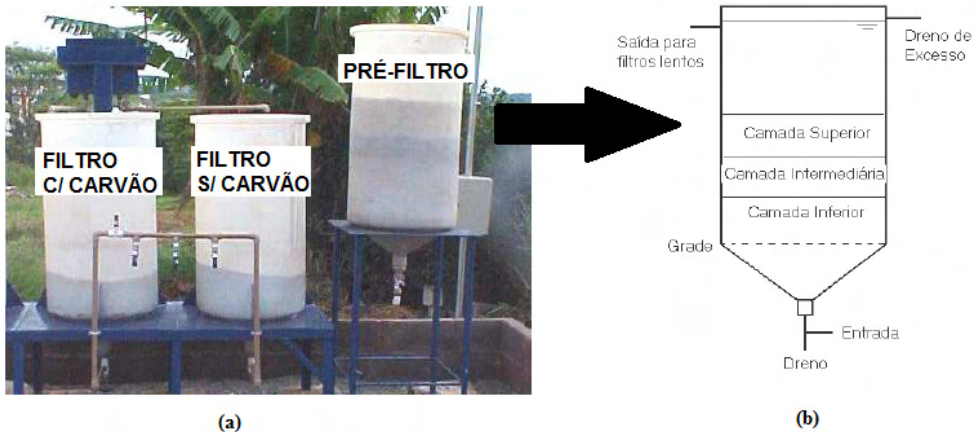 PRÉ-FILTRO
FILTRO
C/ CARVÃO
FILTRO
S/ CARVÃO
(a)
Saída para
filtros lentos
Dreno de
Excesso
Camada Superior
Camada Intermediária
Camada Inferior
Grade
Entrada
Dreno
(b)